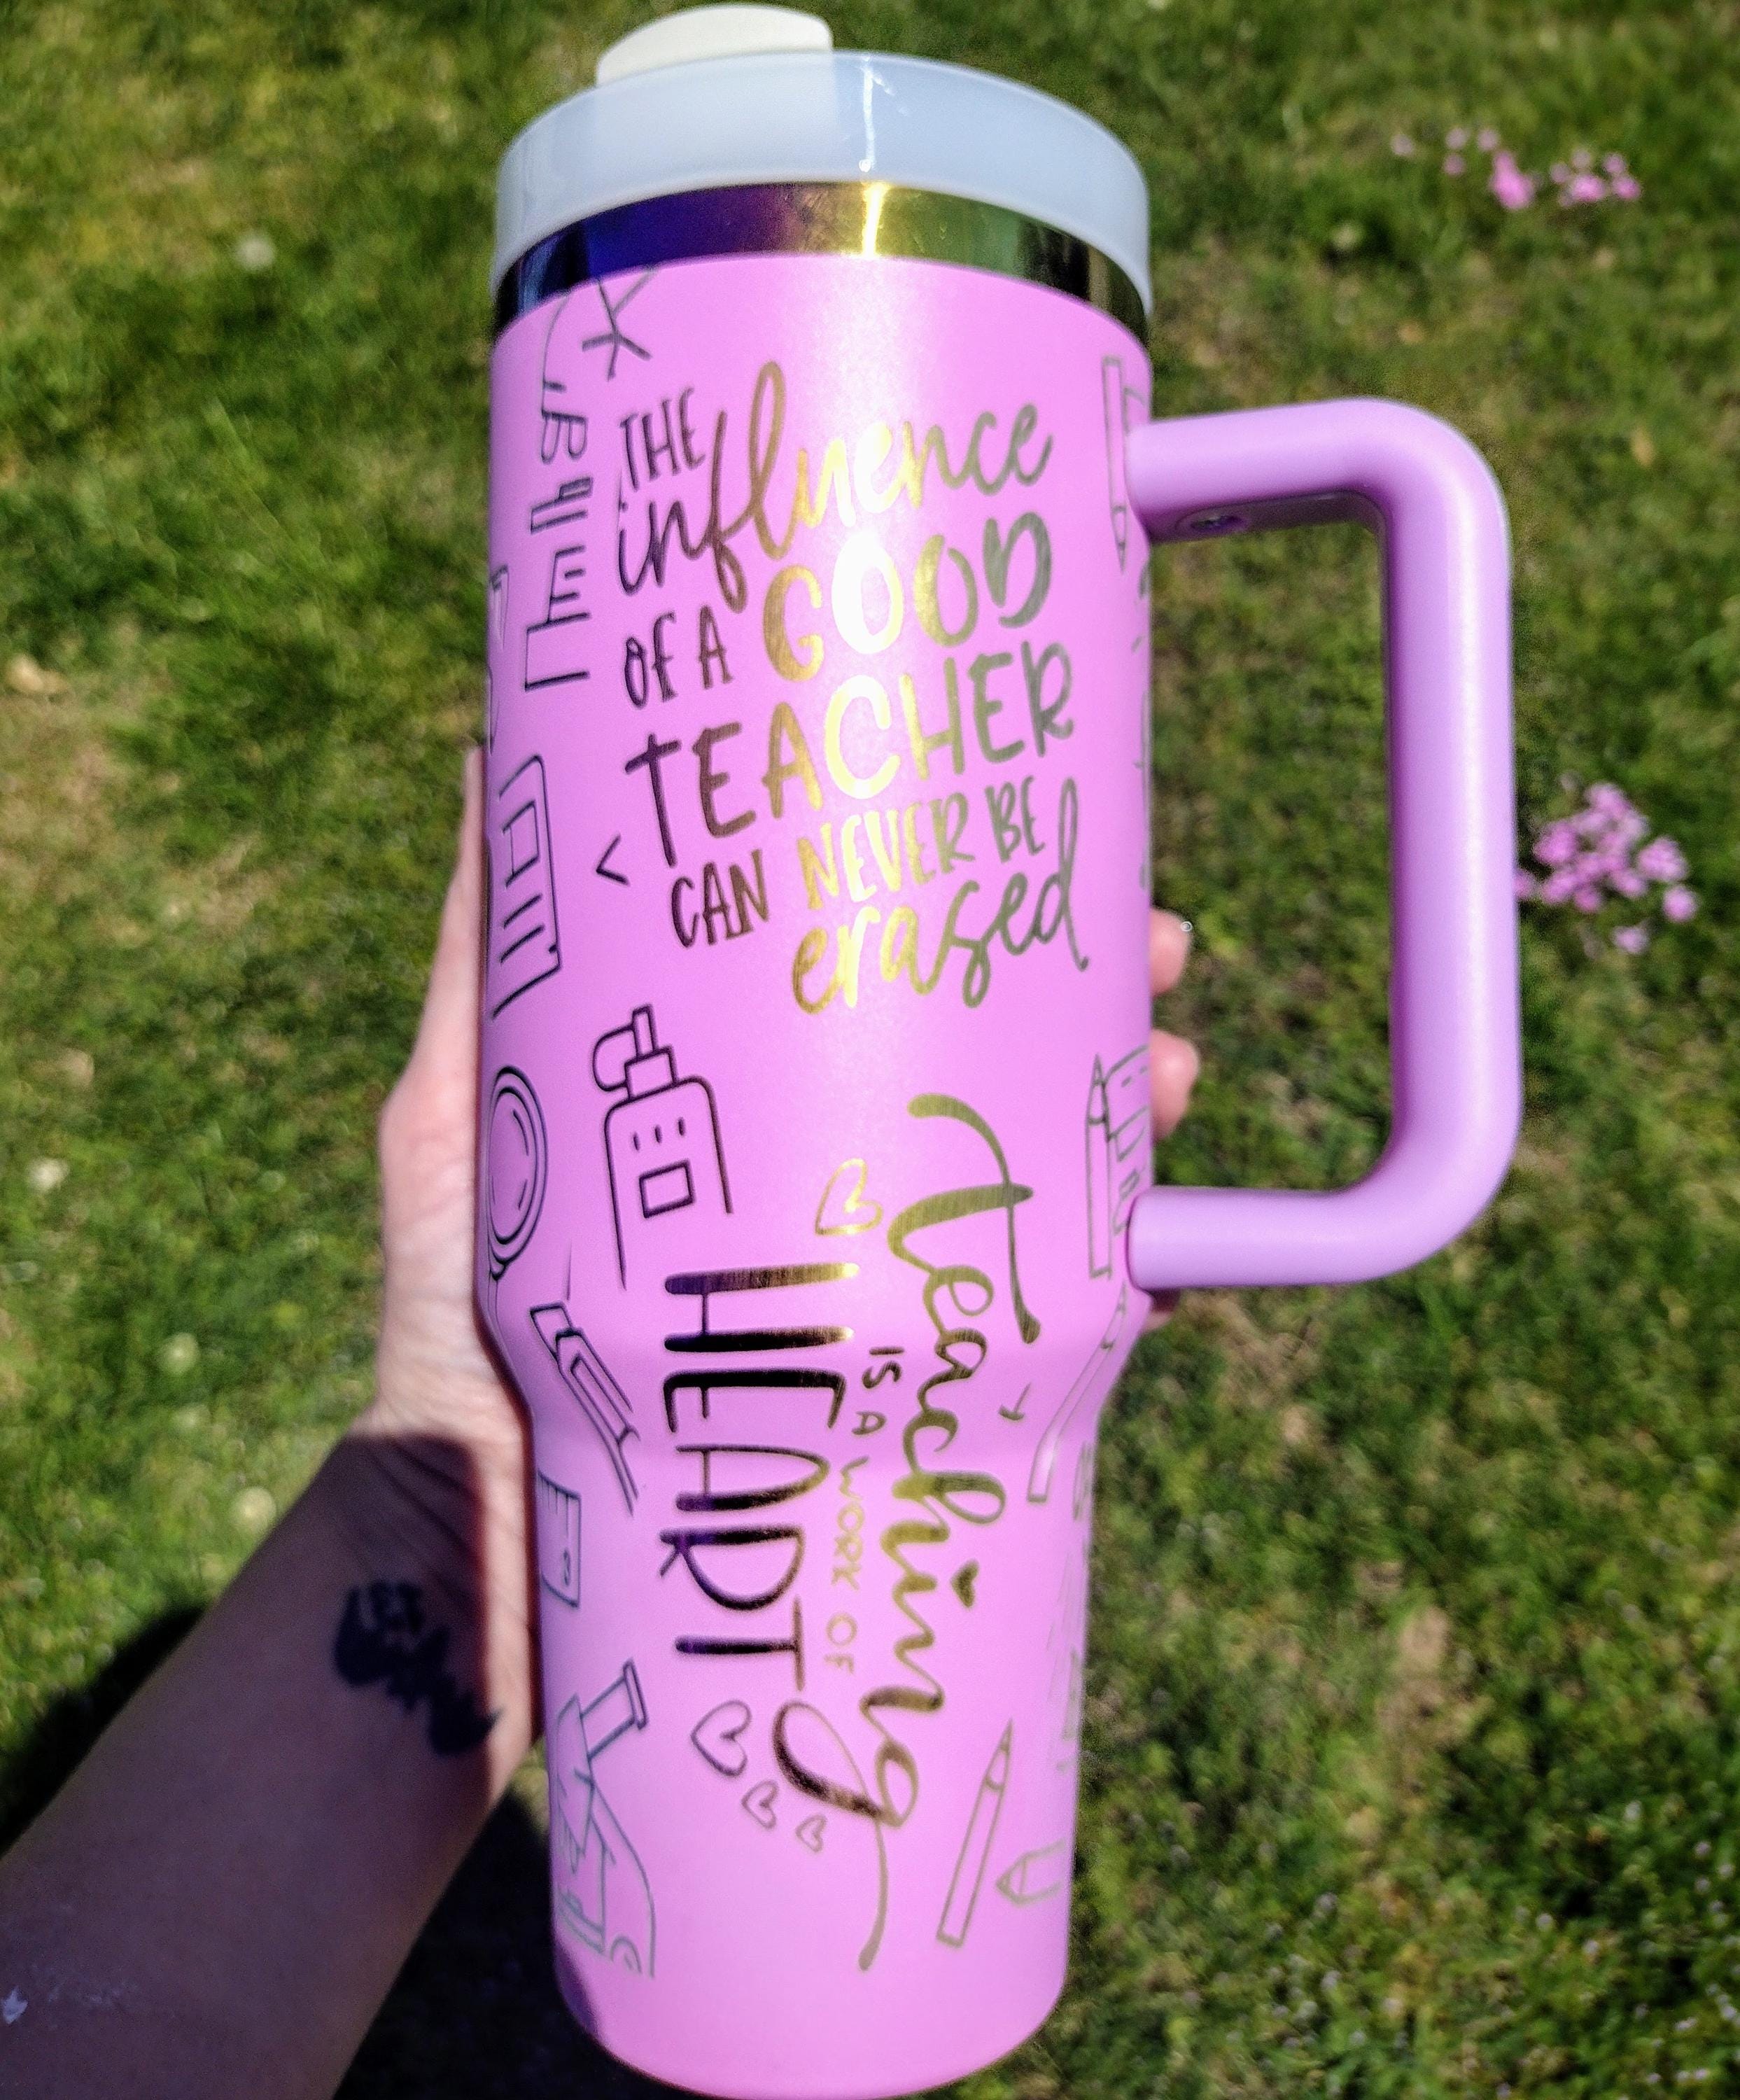 THE
influence
OF A GOOD
TEACHER
CAN NEVER BE
erased
Teaching
IS A WORK OF
HEART